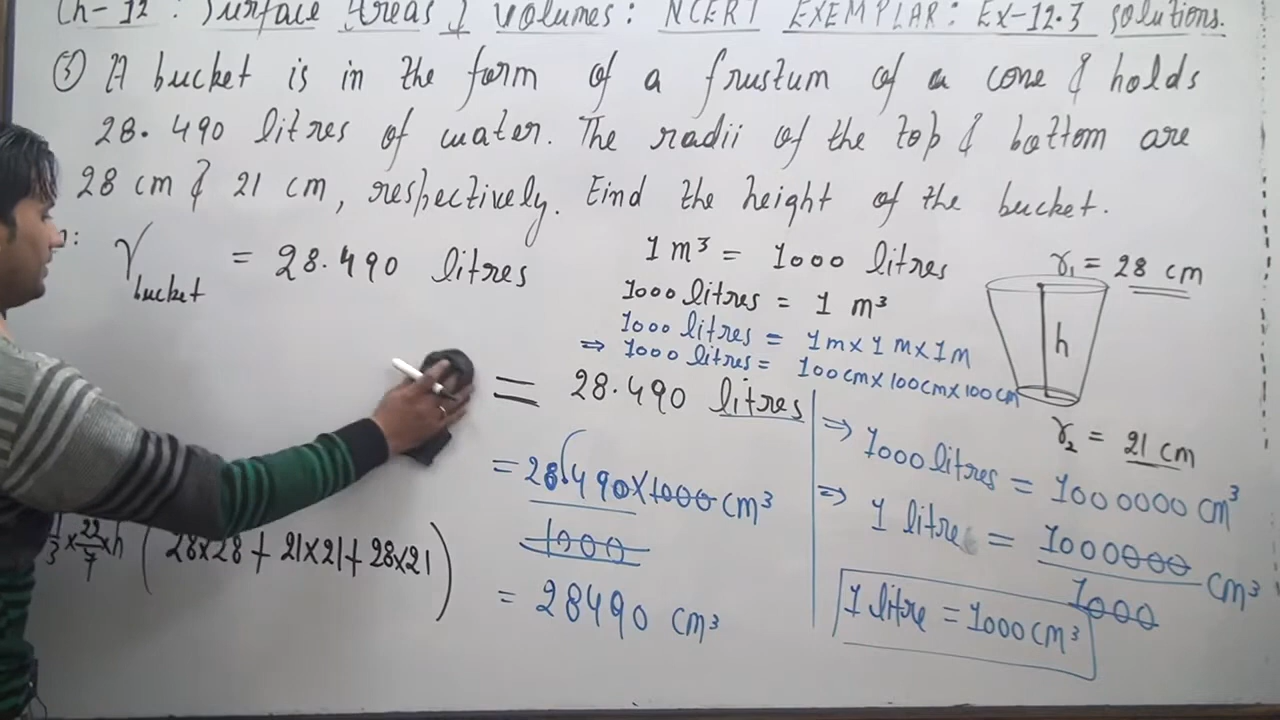 Ch-12: Surface Areas & Volumes: NCERT EXEMPLAR: Ex-12.3 solutions.
⑤ A bucket is in the form of a frustum of a cone & holds
28.490 litres of water. The radii of the top & bottom are
28 cm & 21 cm, respectively. Find the height of the bucket.
V bucket = 28.490 litres
1 m³ = 1000 litres
1000 litres = 1 m³
1000 litres = 1m×1m×1m
⇒ 1000 litres = 100cm×100cm×100cm
r₁ = 28 cm
h
r₂ = 21 cm
= 28.490 litres
= 28.490×1000 cm³
1000
= 28490 cm³
⇒ 1000 litres = 1000000 cm³
⇒ 1 litre = 1000000 cm³
1000
1 litre = 1000 cm³
1/3 × 22/7 × h (28×28 + 21×21 + 28×21)